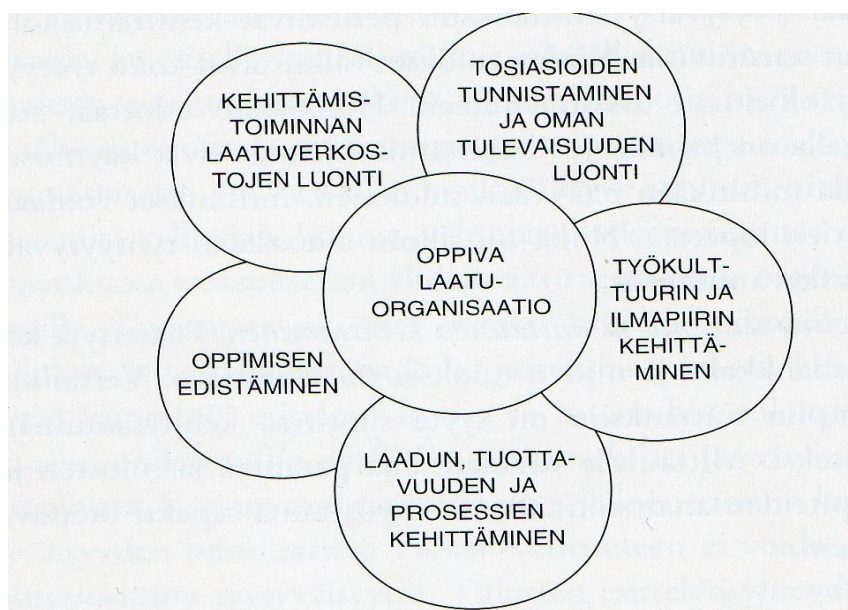 KEHITTÄMIS-
TOIMINNAN
LAATUVERKOS-
TOJEN LUONTI
TOSIASIOIDEN
TUNNISTAMINEN
JA OMAN
TULEVAISUUDEN
LUONTI
OPPIVA
LAATU-
ORGANISAATIO
TYÖKULT-
TUURIN JA
ILMAPIIRIN
KEHITTÄ-
MINEN
OPPIMISEN
EDISTÄMINEN
LAADUN, TUOTTA-
VUUDEN JA
PROSESSIEN
KEHITTÄMINEN